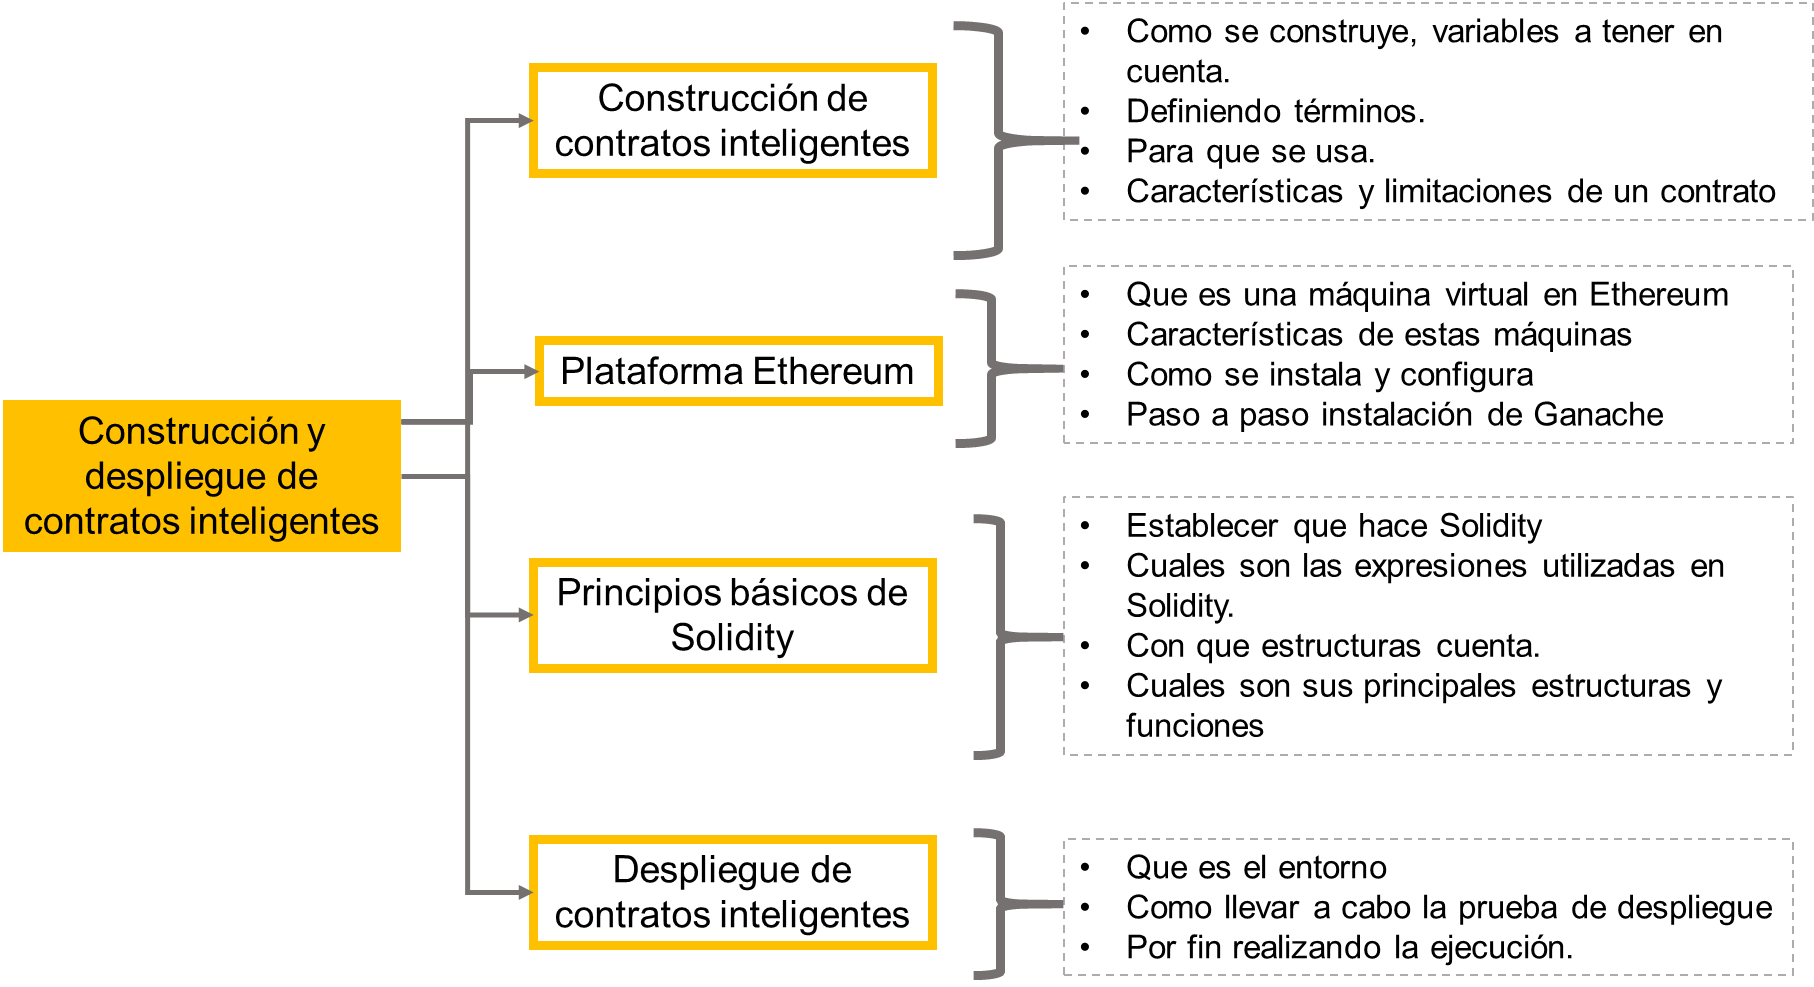 Construcción y
despliegue de
contratos inteligentes
Construcción de
contratos inteligentes
• Como se construye, variables a tener en
cuenta.
• Definiendo términos.
• Para que se usa.
• Características y limitaciones de un contrato
Plataforma Ethereum
• Que es una máquina virtual en Ethereum
• Características de estas máquinas
• Como se instala y configura
• Paso a paso instalación de Ganache
Principios básicos de
Solidity
• Establecer que hace Solidity
• Cuales son las expresiones utilizadas en
Solidity.
• Con que estructuras cuenta.
• Cuales son sus principales estructuras y
funciones
Despliegue de
contratos inteligentes
• Que es el entorno
• Como llevar a cabo la prueba de despliegue
• Por fin realizando la ejecución.